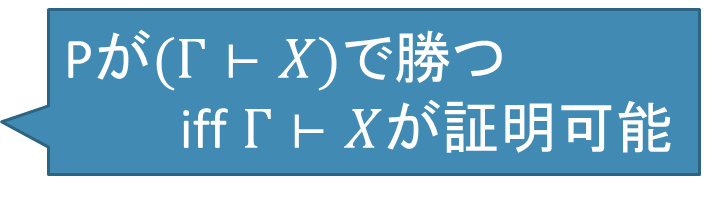 Pが(Γ ⊢ 𝑋)で勝つ
iff Γ ⊢ 𝑋が証明可能